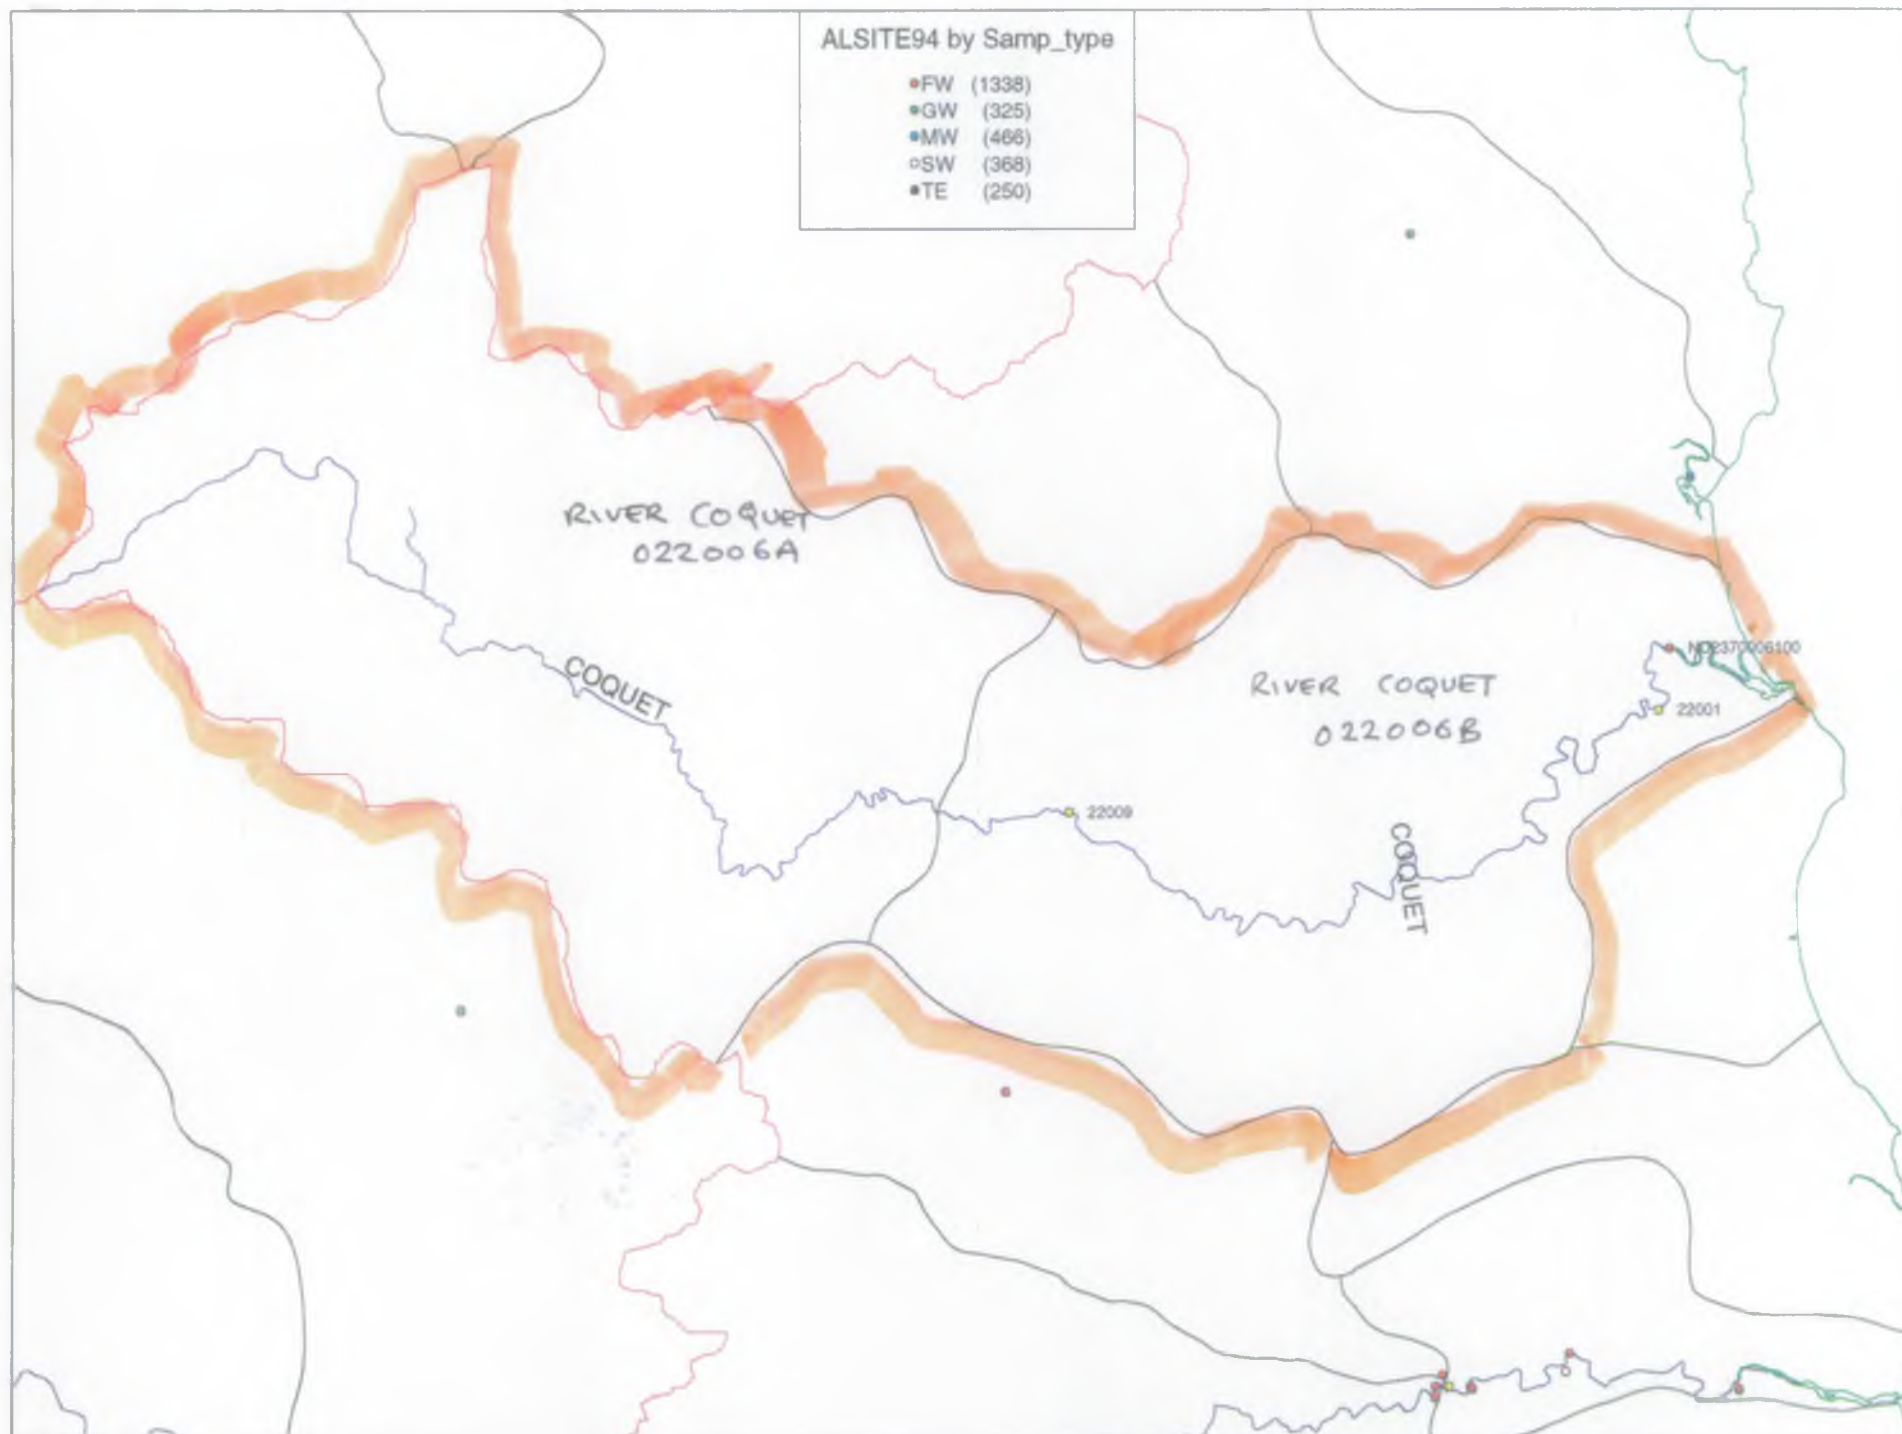 ALSITE94 by Samp_type
FW (1338)
GW (325)
MW (466)
SW (368)
TE (250)
RIVER COQUET
022006A
COQUET
RIVER COQUET
022006B
NO2370006100
22001
22009
COQUET